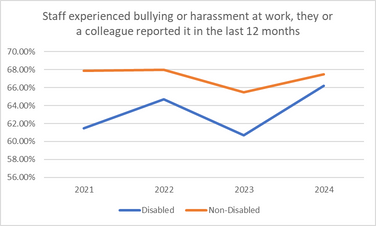 Staff experienced bullying or harassment at work, they or
a colleague reported it in the last 12 months
70.00%
68.00%
66.00%
64.00%
62.00%
60.00%
58.00%
56.00%
2021 2022 2023 2024
Disabled Non-Disabled